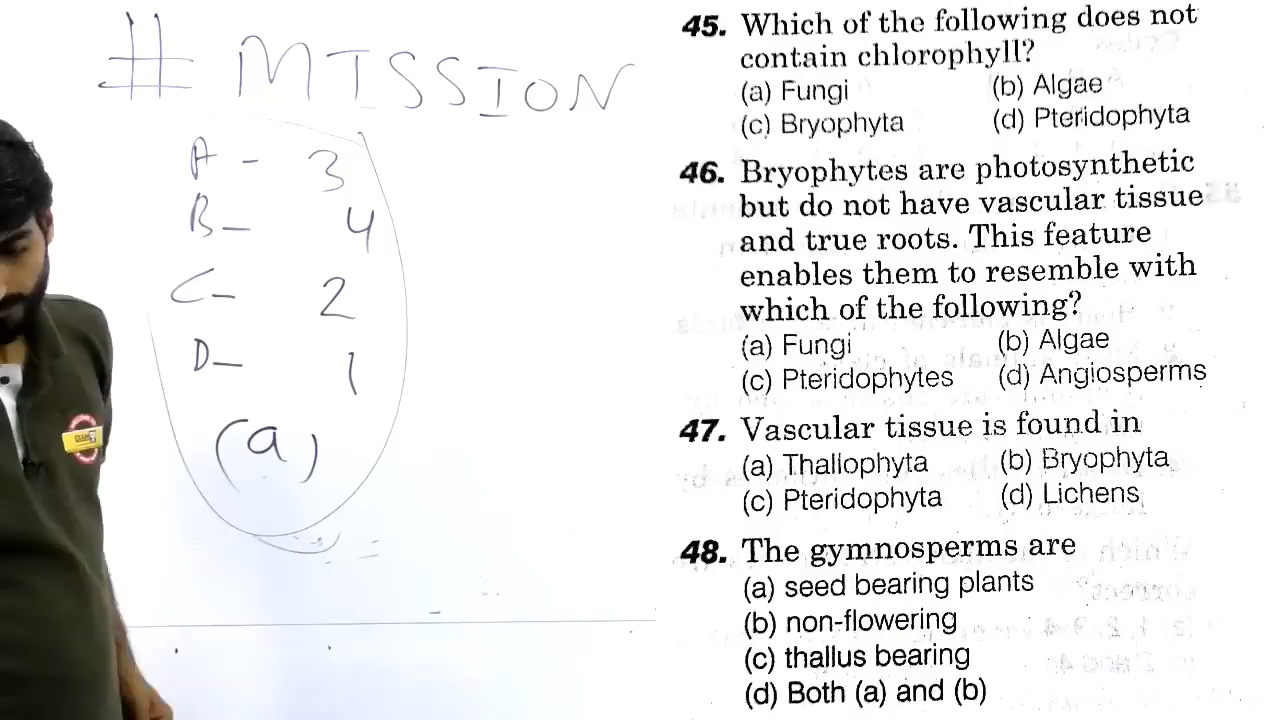 # MISSION
A - 3
B - 4
C - 2
D - 1
(a)
45. Which of the following does not
contain chlorophyll?
(a) Fungi (b) Algae
(c) Bryophyta (d) Pteridophyta
46. Bryophytes are photosynthetic
but do not have vascular tissue
and true roots. This feature
enables them to resemble with
which of the following?
(a) Fungi (b) Algae
(c) Pteridophytes (d) Angiosperms
47. Vascular tissue is found in
(a) Thallophyta (b) Bryophyta
(c) Pteridophyta (d) Lichens
48. The gymnosperms are
(a) seed bearing plants
(b) non-flowering
(c) thallus bearing
(d) Both (a) and (b)